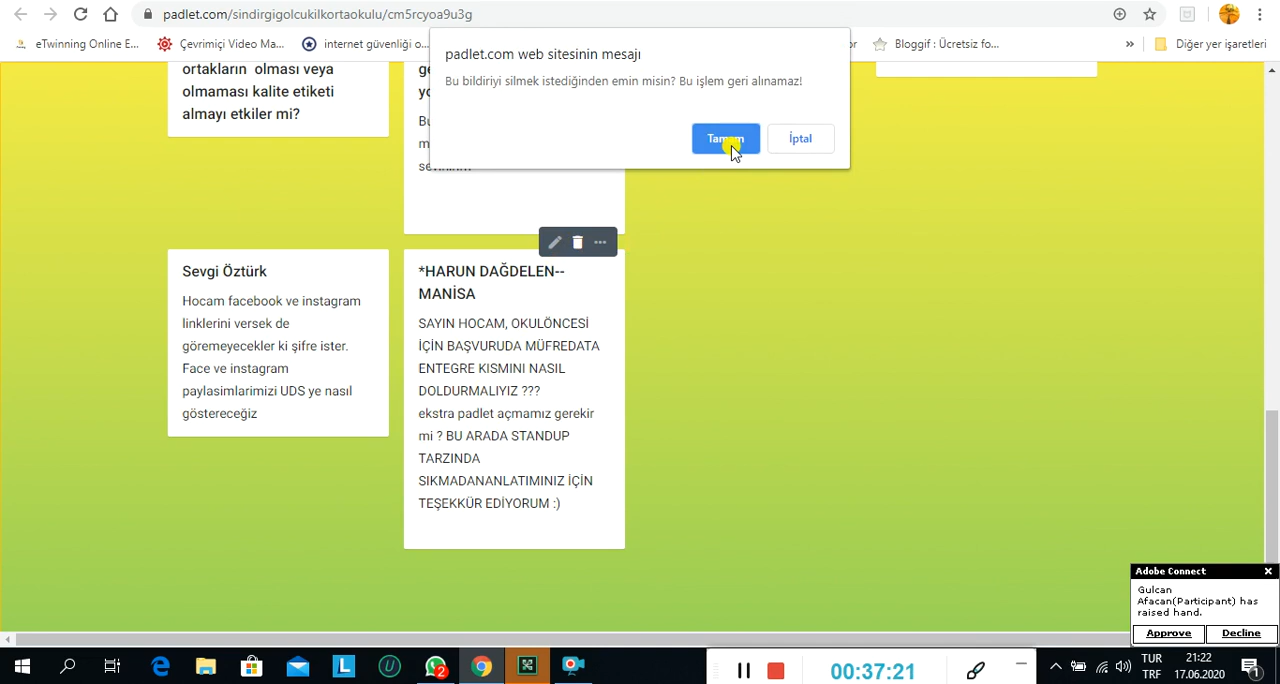 padlet.com/sindirgigolcukilkortaokulu/cm5rcyoa9u3g
eTwinning Online E...
Çevrimiçi Video Ma...
internet güvenliği o...
or
Bloggif : Ücretsiz fo...
»
Diğer yer işaretleri
padlet.com web sitesinin mesajı
Bu bildiriyi silmek istediğinden emin misin? Bu işlem geri alınamaz!
Tamam
İptal
ortakların olması veya
olmaması kalite etiketi
almayı etkiler mi?
Sevgi Öztürk
Hocam facebook ve instagram
linklerini versek de
göremeyecekler ki şifre ister.
Face ve instagram
paylasimlarimizi UDS ye nasıl
göstereceğiz
*HARUN DAĞDELEN--
MANİSA
SAYIN HOCAM, OKULÖNCESİ
İÇİN BAŞVURUDA MÜFREDATA
ENTEGRE KISMINI NASIL
DOLDURMALIYIZ ???
ekstra padlet açmamız gerekir
mi ? BU ARADA STANDUP
TARZINDA
SIKMADANANLATIMINIZ İÇİN
TEŞEKKÜR EDİYORUM :)
Adobe Connect
Gulcan
Afacan(Participant) has
raised hand.
Approve
Decline
00:37:21
TUR
TRF
21:22
17.06.2020
2
1